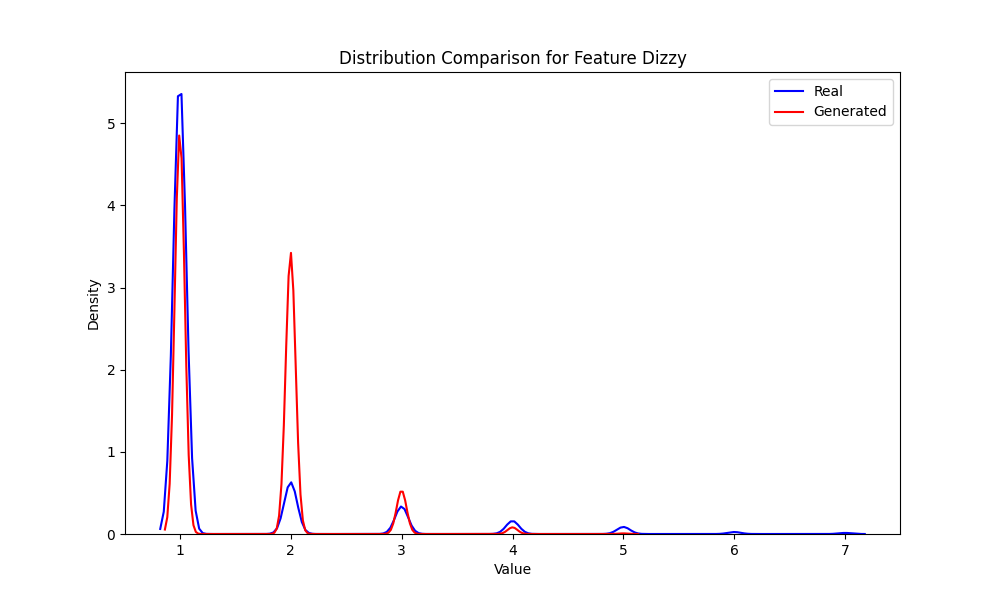 Distribution Comparison for Feature Dizzy
Real
Generated
Density
5
4
3
2
1
0
1 2 3 4 5 6 7
Value